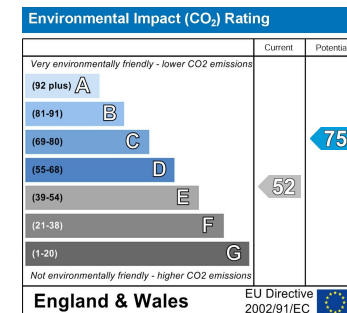 Environmental Impact (CO₂) Rating
Current Potentia
Very environmentally friendly - lower CO2 emissions
(92 plus) A
(81-91) B
(69-80) C
75
(55-68) D
52
(39-54) E
(21-38) F
(1-20) G
Not environmentally friendly - higher CO2 emissions
England & Wales
EU Directive
2002/91/EC